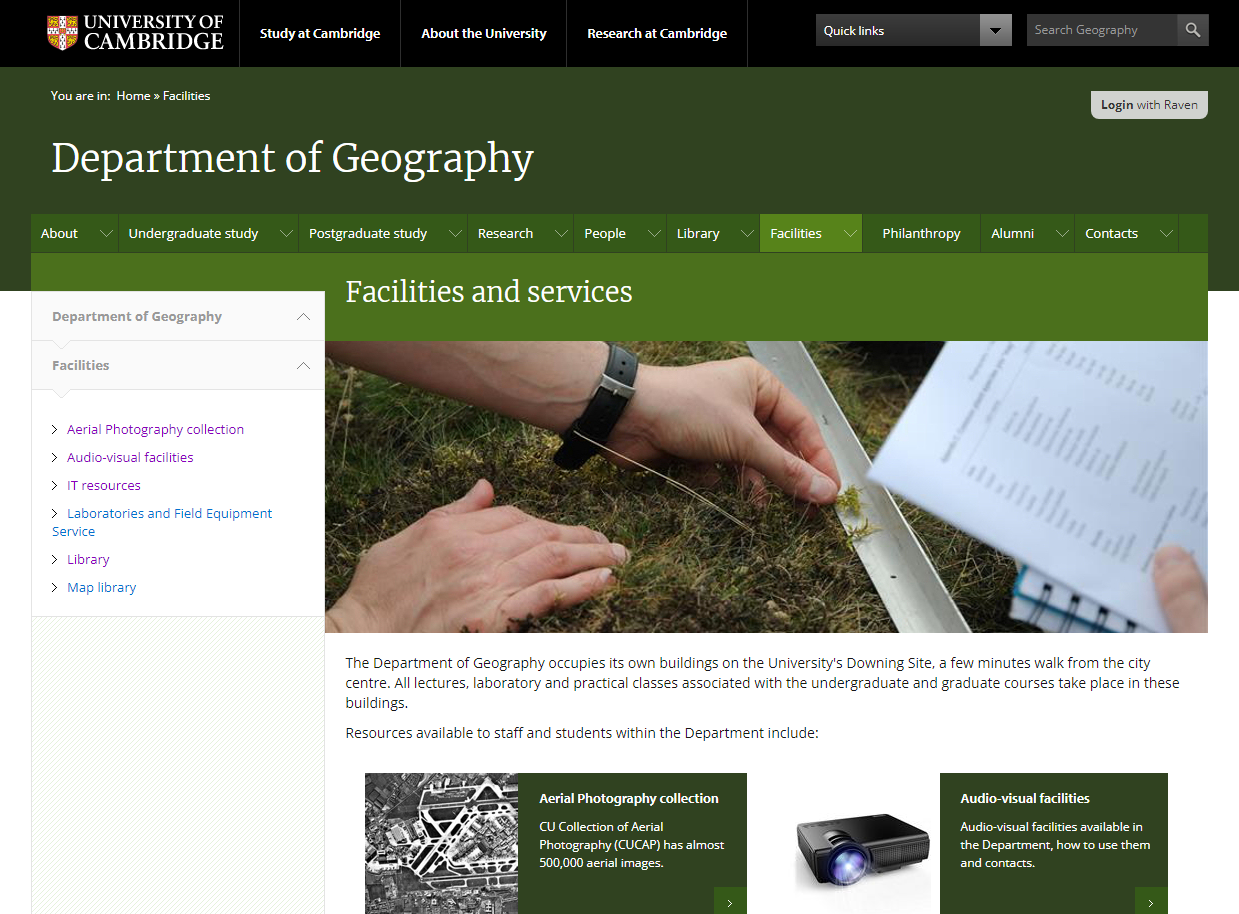 UNIVERSITY OF
CAMBRIDGE
Study at Cambridge
About the University
Research at Cambridge
Quick links
Search Geography
You are in: Home » Facilities
Login with Raven
Department of Geography
About
Undergraduate study
Postgraduate study
Research
People
Library
Facilities
Philanthropy
Alumni
Contacts
Facilities and services
Department of Geography
Facilities
Aerial Photography collection
Audio-visual facilities
IT resources
Laboratories and Field Equipment
Service
Library
Map library
The Department of Geography occupies its own buildings on the University's Downing Site, a few minutes walk from the city
centre. All lectures, laboratory and practical classes associated with the undergraduate and graduate courses take place in these
buildings.
Resources available to staff and students within the Department include:
Aerial Photography collection
CU Collection of Aerial
Photography (CUCAP) has almost
500,000 aerial images.
Audio-visual facilities
Audio-visual facilities available in
the Department, how to use them
and contacts.